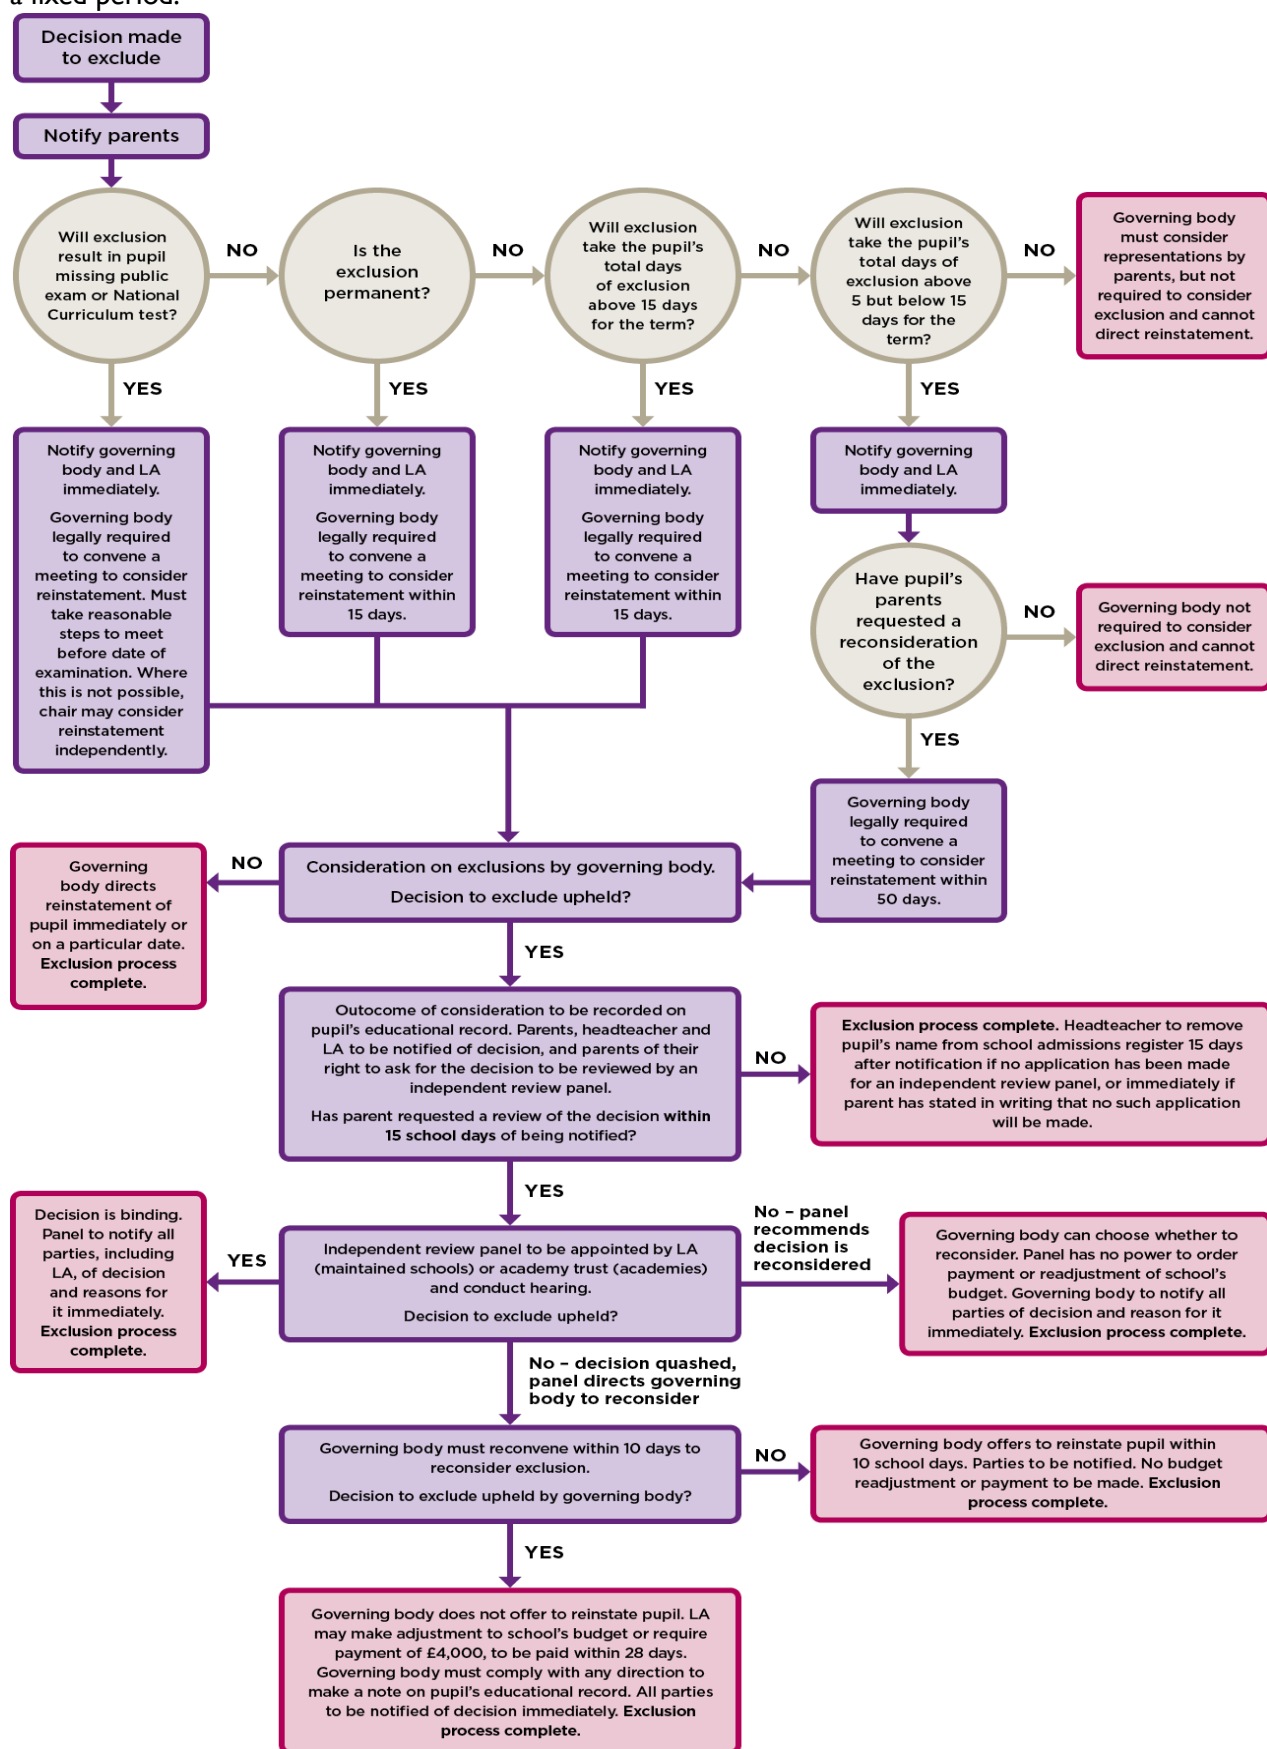 a fixed period.
Decision made
to exclude
Notify parents
Will exclusion
result in pupil
missing public
exam or National
Curriculum test?
NO
Is the
exclusion
permanent?
NO
Will exclusion
take the pupil's
total days
of exclusion
above 15 days
for the term?
NO
Will exclusion
take the pupil's
total days of
exclusion above
5 but below 15
days for the
term?
NO
Governing body
must consider
representations by
parents, but not
required to consider
exclusion and cannot
direct reinstatement.
YES
YES
YES
YES
Notify governing
body and LA
immediately.
Governing body
legally required
to convene a
meeting to consider
reinstatement. Must
take reasonable
steps to meet
before date of
examination. Where
this is not possible,
chair may consider
reinstatement
independently.
Notify governing
body and LA
immediately.
Governing body
legally required
to convene a
meeting to consider
reinstatement within
15 days.
Notify governing
body and LA
immediately.
Governing body
legally required
to convene a
meeting to consider
reinstatement within
15 days.
Notify governing
body and LA
immediately.
Have pupil's
parents
requested a
reconsideration
of the
exclusion?
NO
Governing body not
required to consider
exclusion and cannot
direct reinstatement.
YES
Governing body
legally required
to convene a
meeting to consider
reinstatement within
50 days.
Consideration on exclusions by governing body.
Decision to exclude upheld?
NO
Governing
body directs
reinstatement of
pupil immediately or
on a particular date.
Exclusion process
complete.
YES
Outocome of consideration to be recorded on
pupil's educational record. Parents, headteacher and
LA to be notified of decision, and parents of their
right to ask for the decision to be reviewed by an
independent review panel.
Has parent requested a review of the decision within
15 school days of being notified?
NO
Exclusion process complete. Headteacher to remove
pupil's name from school admissions register 15 days
after notification if no application has been made
for an independent review panel, or immediately if
parent has stated in writing that no such application
will be made.
YES
Independent review panel to be appointed by LA
(maintained schools) or academy trust (academies)
and conduct hearing.
Decision to exclude upheld?
YES
Decision is binding.
Panel to notify all
parties, including
LA, of decision
and reasons for
it immediately.
Exclusion process
complete.
No – panel
recommends
decision is
reconsidered
Governing body can choose whether to
reconsider. Panel has no power to order
payment or readjustment of school's
budget. Governing body to notify all
parties of decision and reason for it
immediately. Exclusion process complete.
No – decision quashed,
panel directs governing
body to reconsider
Governing body must reconvene within 10 days to
reconsider exclusion.
Decision to exclude upheld by governing body?
NO
Governing body offers to reinstate pupil within
10 school days. Parties to be notified. No budget
readjustment or payment to be made. Exclusion
process complete.
YES
Governing body does not offer to reinstate pupil. LA
may make adjustment to school's budget or require
payment of £4,000, to be paid within 28 days.
Governing body must comply with any direction to
make a note on pupil's educational record. All parties
to be notified of decision immediately. Exclusion
process complete.